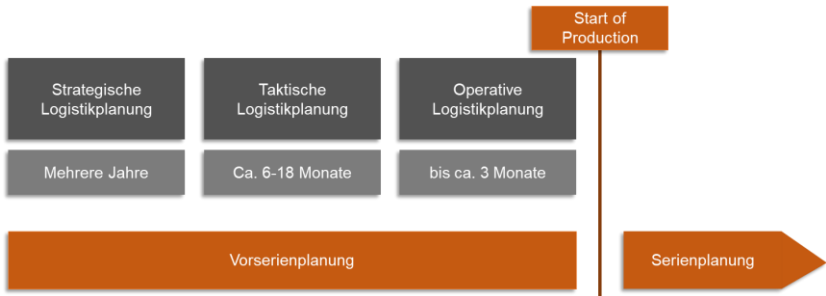 Start of
Production
Strategische
Logistikplanung
Taktische
Logistikplanung
Operative
Logistikplanung
Mehrere Jahre
Ca. 6-18 Monate
bis ca. 3 Monate
Vorserienplanung
Serienplanung